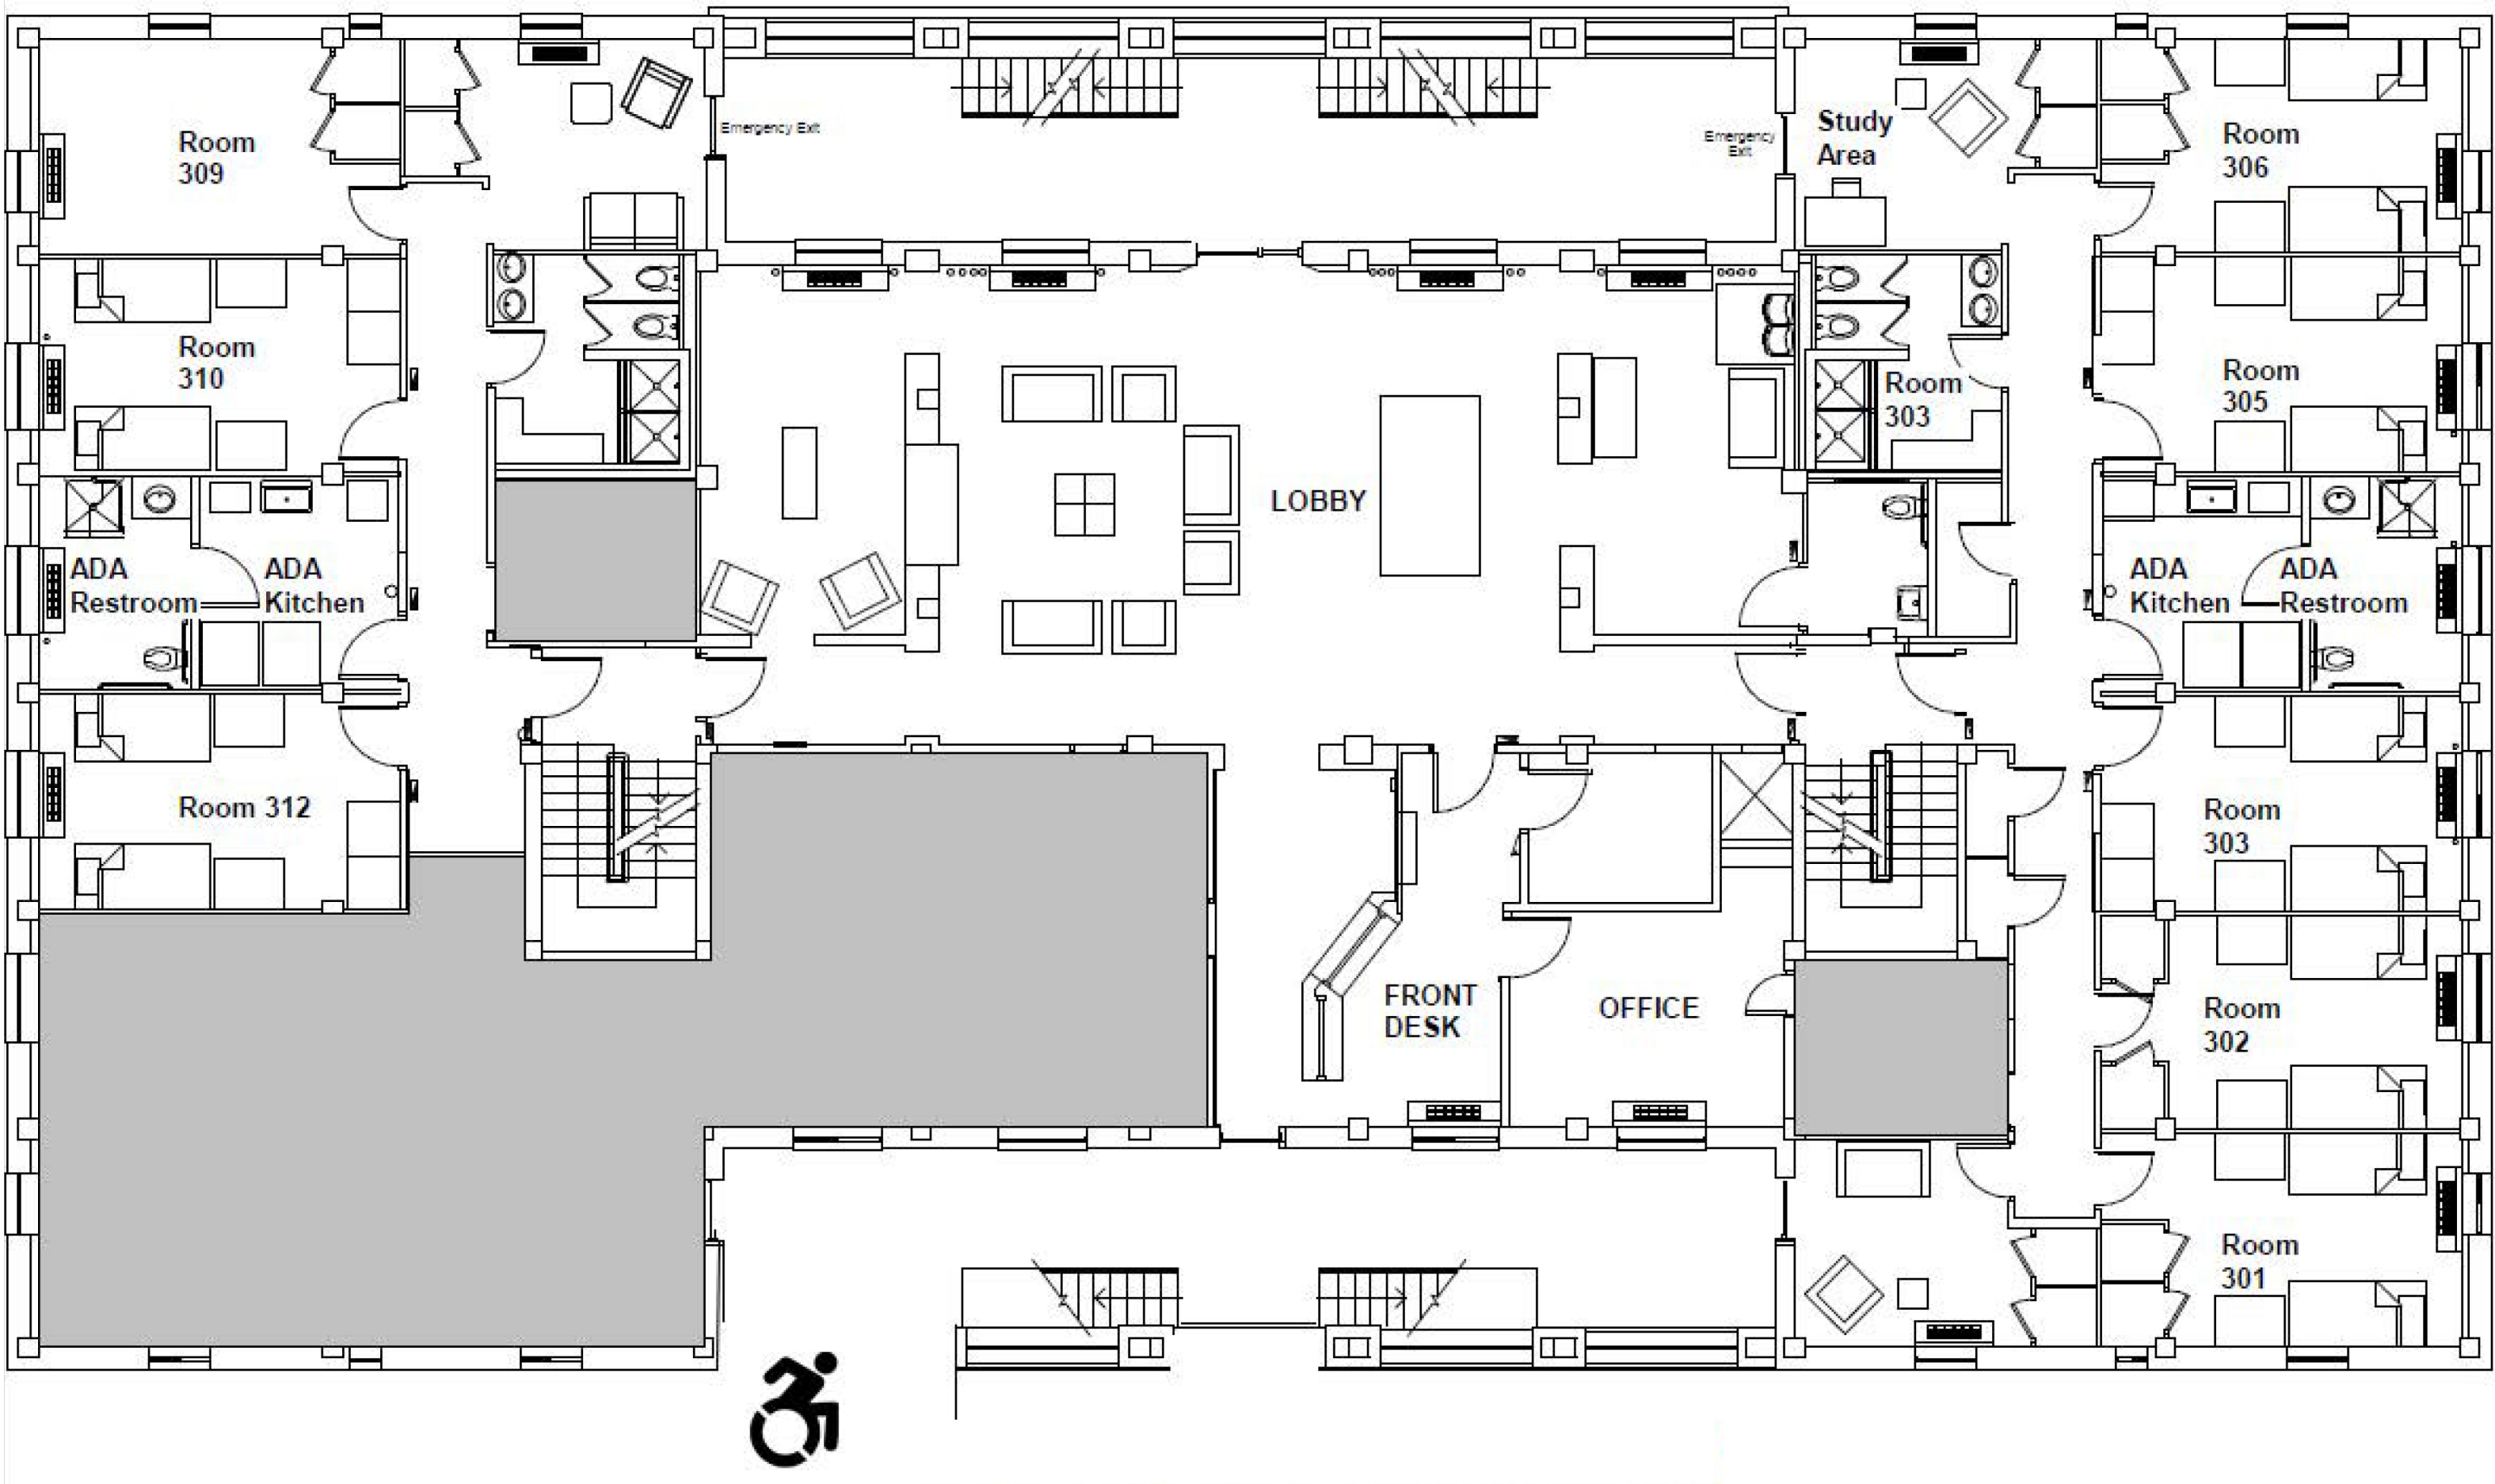 Room
309
Emergency Exit
Emergency
Exit
Study
Area
Room
306
Room
310
Room
303
Room
305
LOBBY
ADA
Restroom
ADA
Kitchen
ADA
Kitchen
ADA
Restroom
Room 312
Room
303
FRONT
DESK
OFFICE
Room
302
Room
301